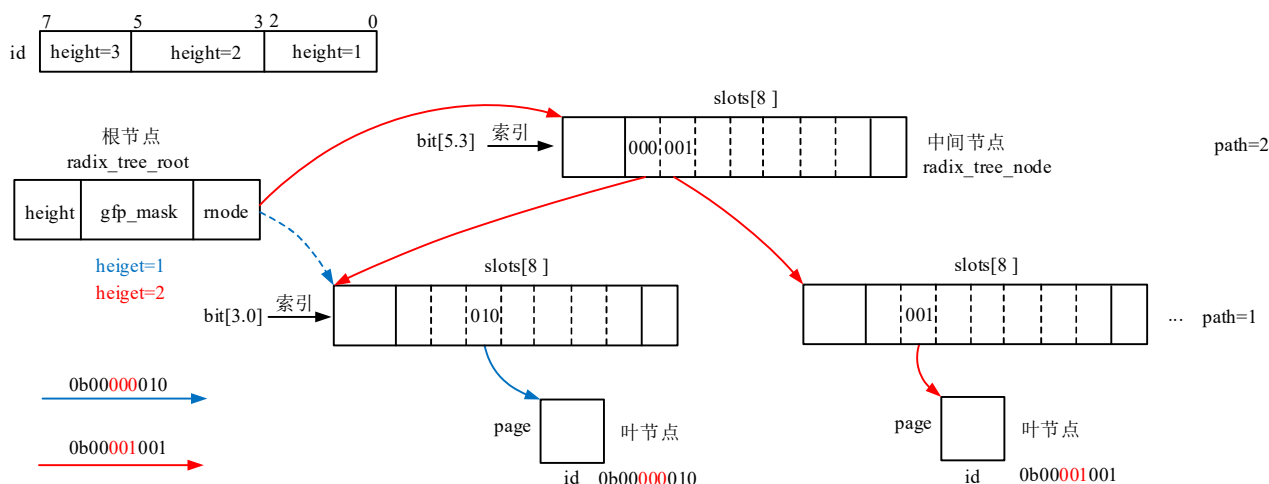 7 5 3 2 0
id height=3 height=2 height=1
slots[8 ]
根节点
radix_tree_root
bit[5.3] 索引
000 001
中间节点
radix_tree_node
path=2
height gfp_mask rnode
heiget=1
heiget=2
slots[8 ]
slots[8 ]
bit[3.0] 索引
010
001
... path=1
0b00000010
0b00001001
page
叶节点
id 0b00000010
page
叶节点
id 0b00001001